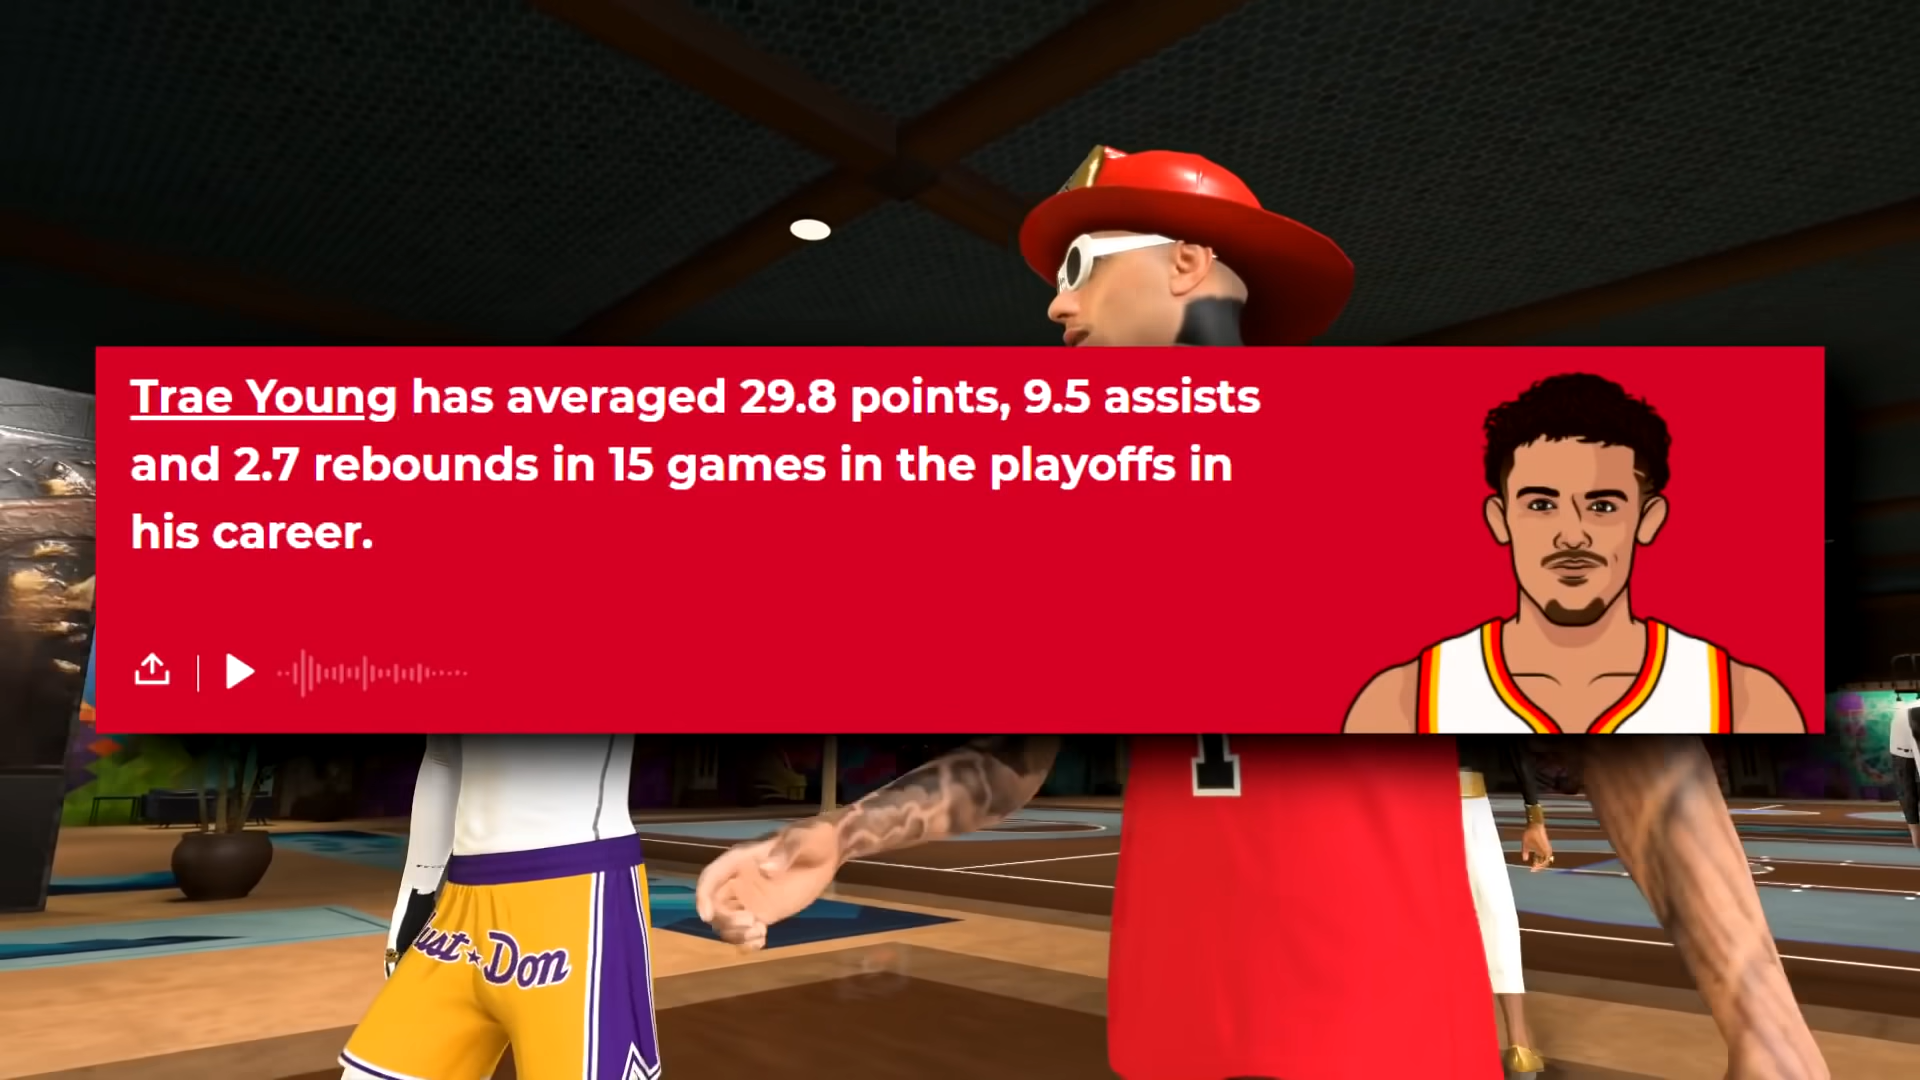 Trae Young has averaged 29.8 points, 9.5 assists
and 2.7 rebounds in 15 games in the playoffs in
his career.
1
Just Don